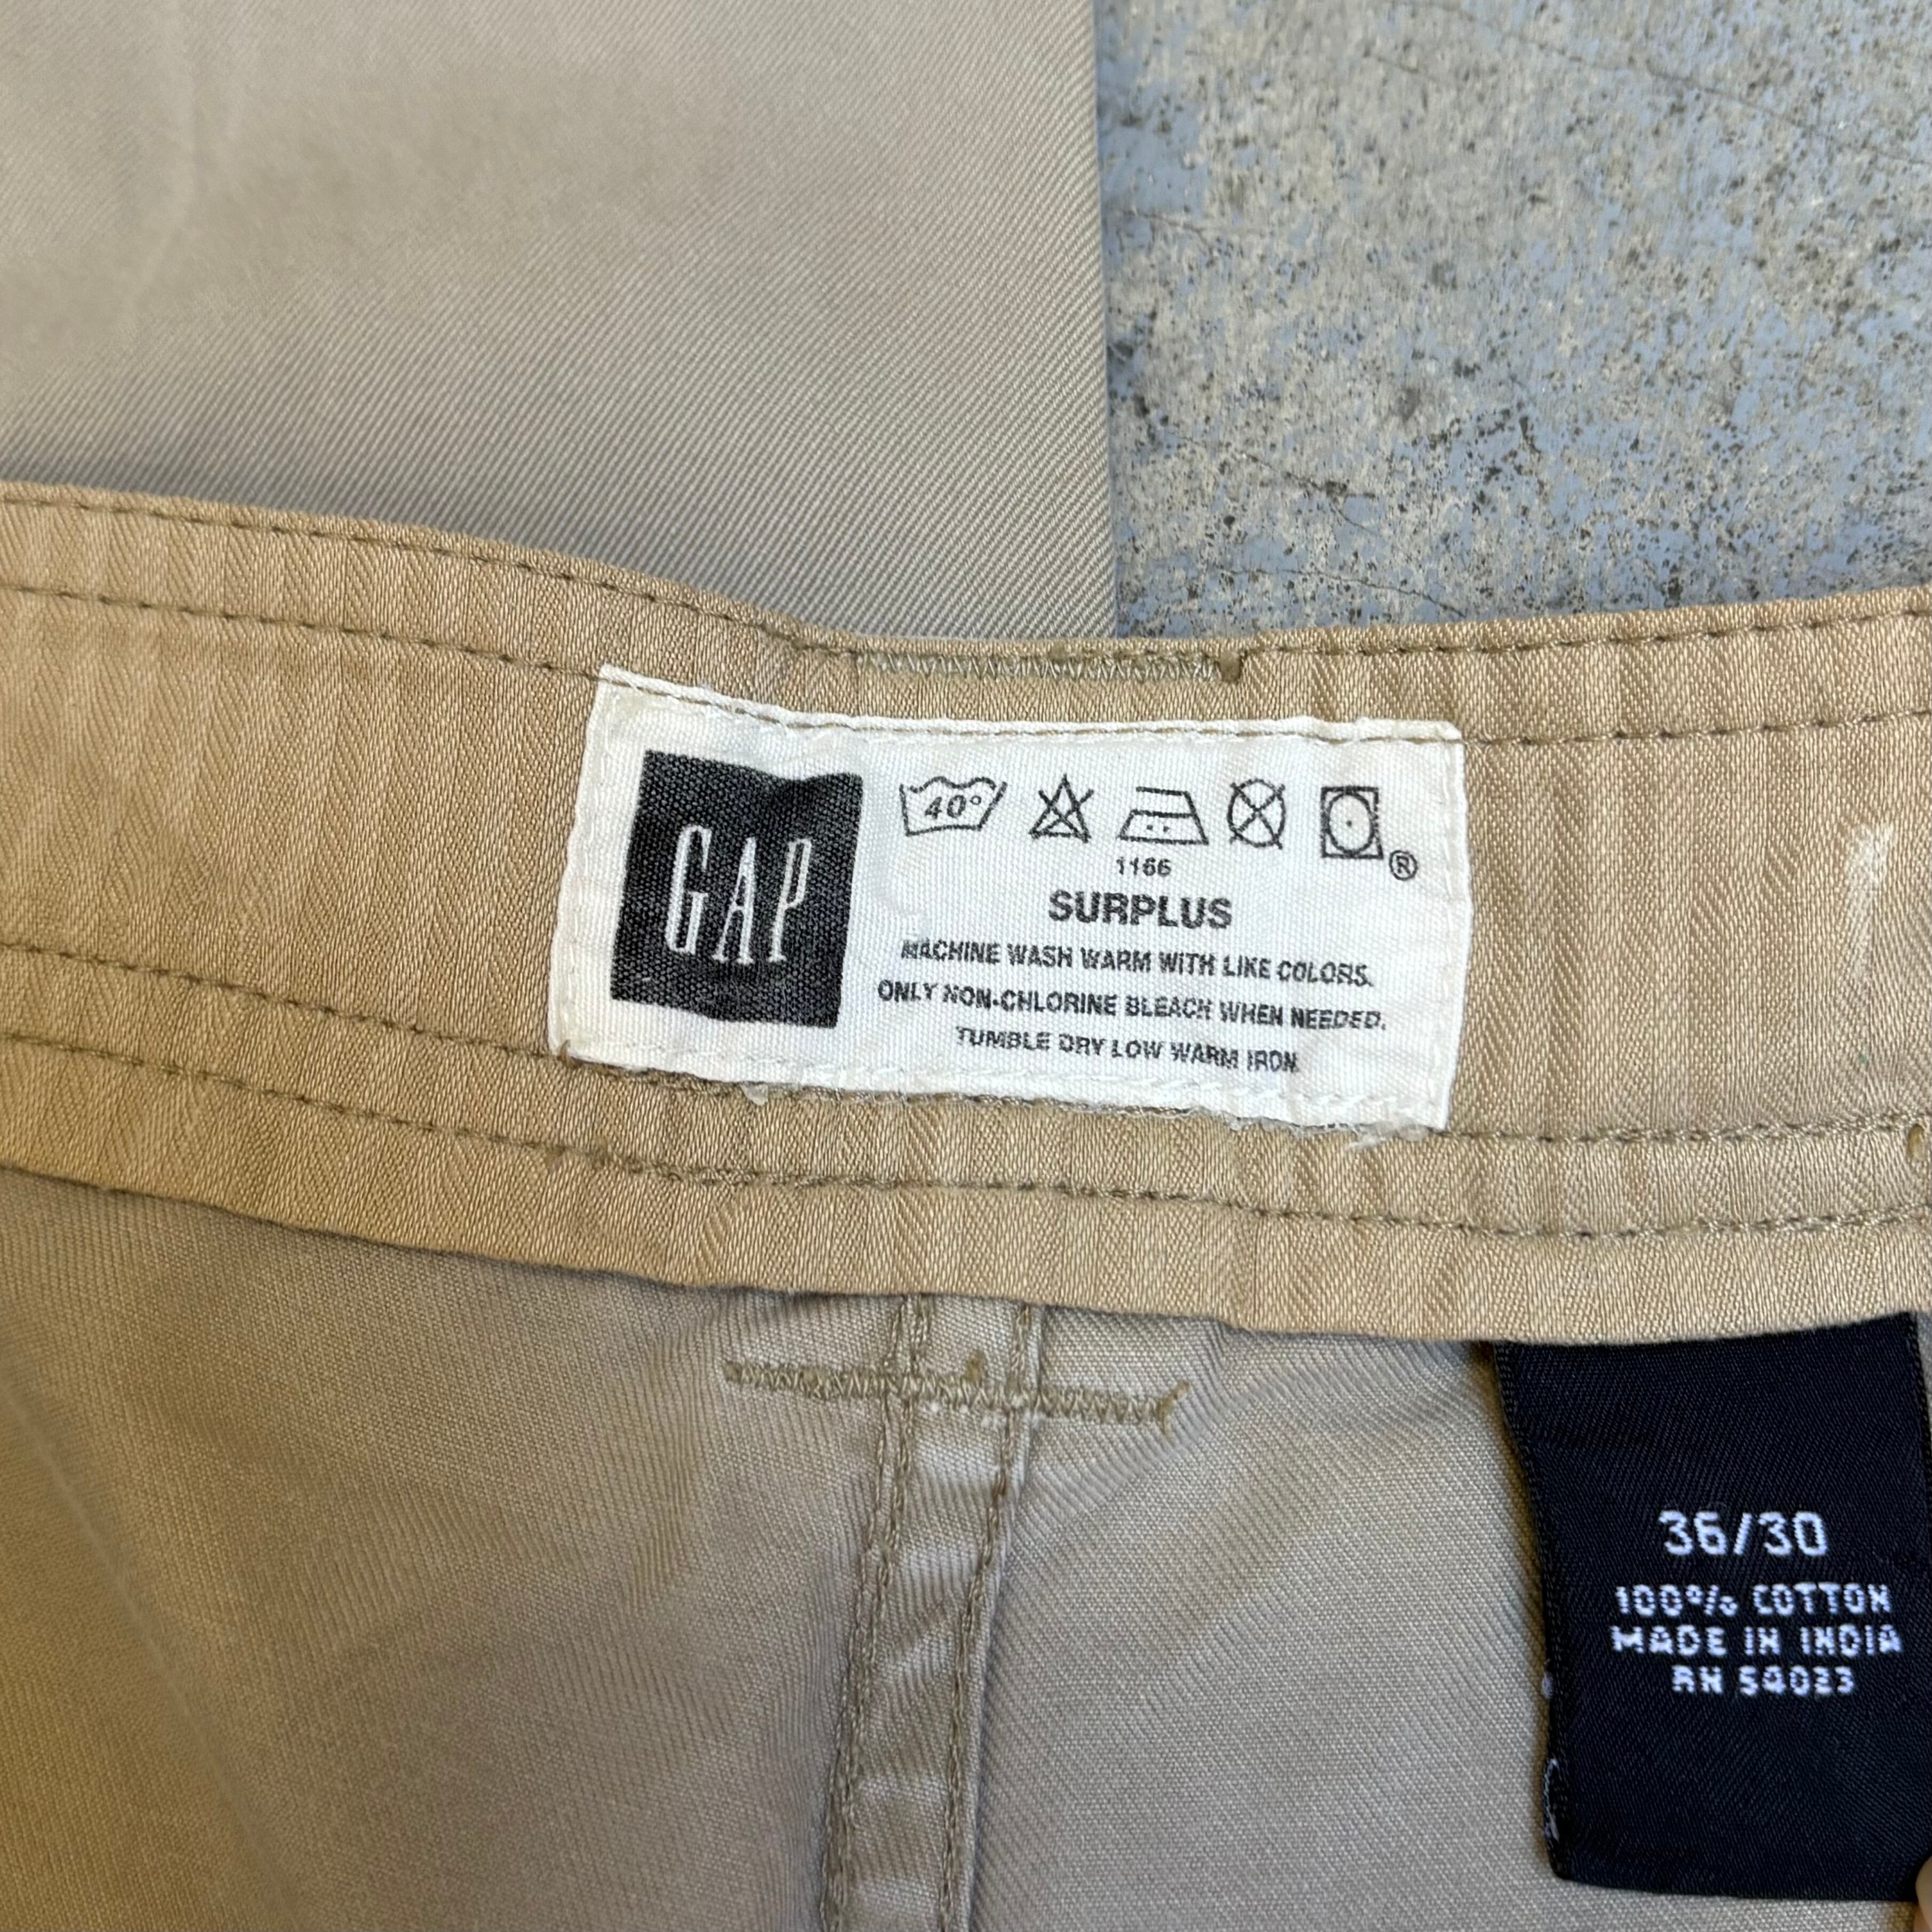 GAP
40°
1166
®
SURPLUS
MACHINE WASH WARM WITH LIKE COLORS.
ONLY NON-CHLORINE BLEACH WHEN NEEDED.
TUMBLE DRY LOW WARM IRON.
36/30
100% COTTON
MADE IN INDIA
RN 54023